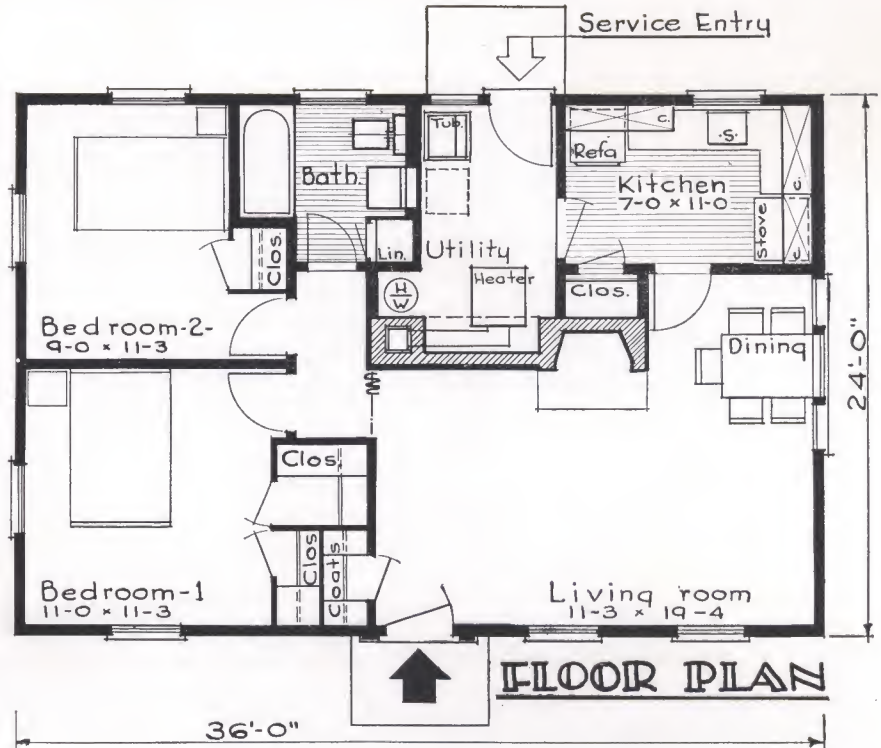 Service Entry
Tub.
c.
.S.
Refg
Bath.
Kitchen
7-0 x 11-0
c.
Stove
c.
Clos.
Lin.
Utility
Heater
H
W
Clos.
Bedroom-2-
9-0 x 11-3
Dining
24'-0"
Clos.
Clos
Coats
Bedroom-1
11-0 x 11-3
Living room
11-3 x 19-4
FLOOR PLAN
36'-0"